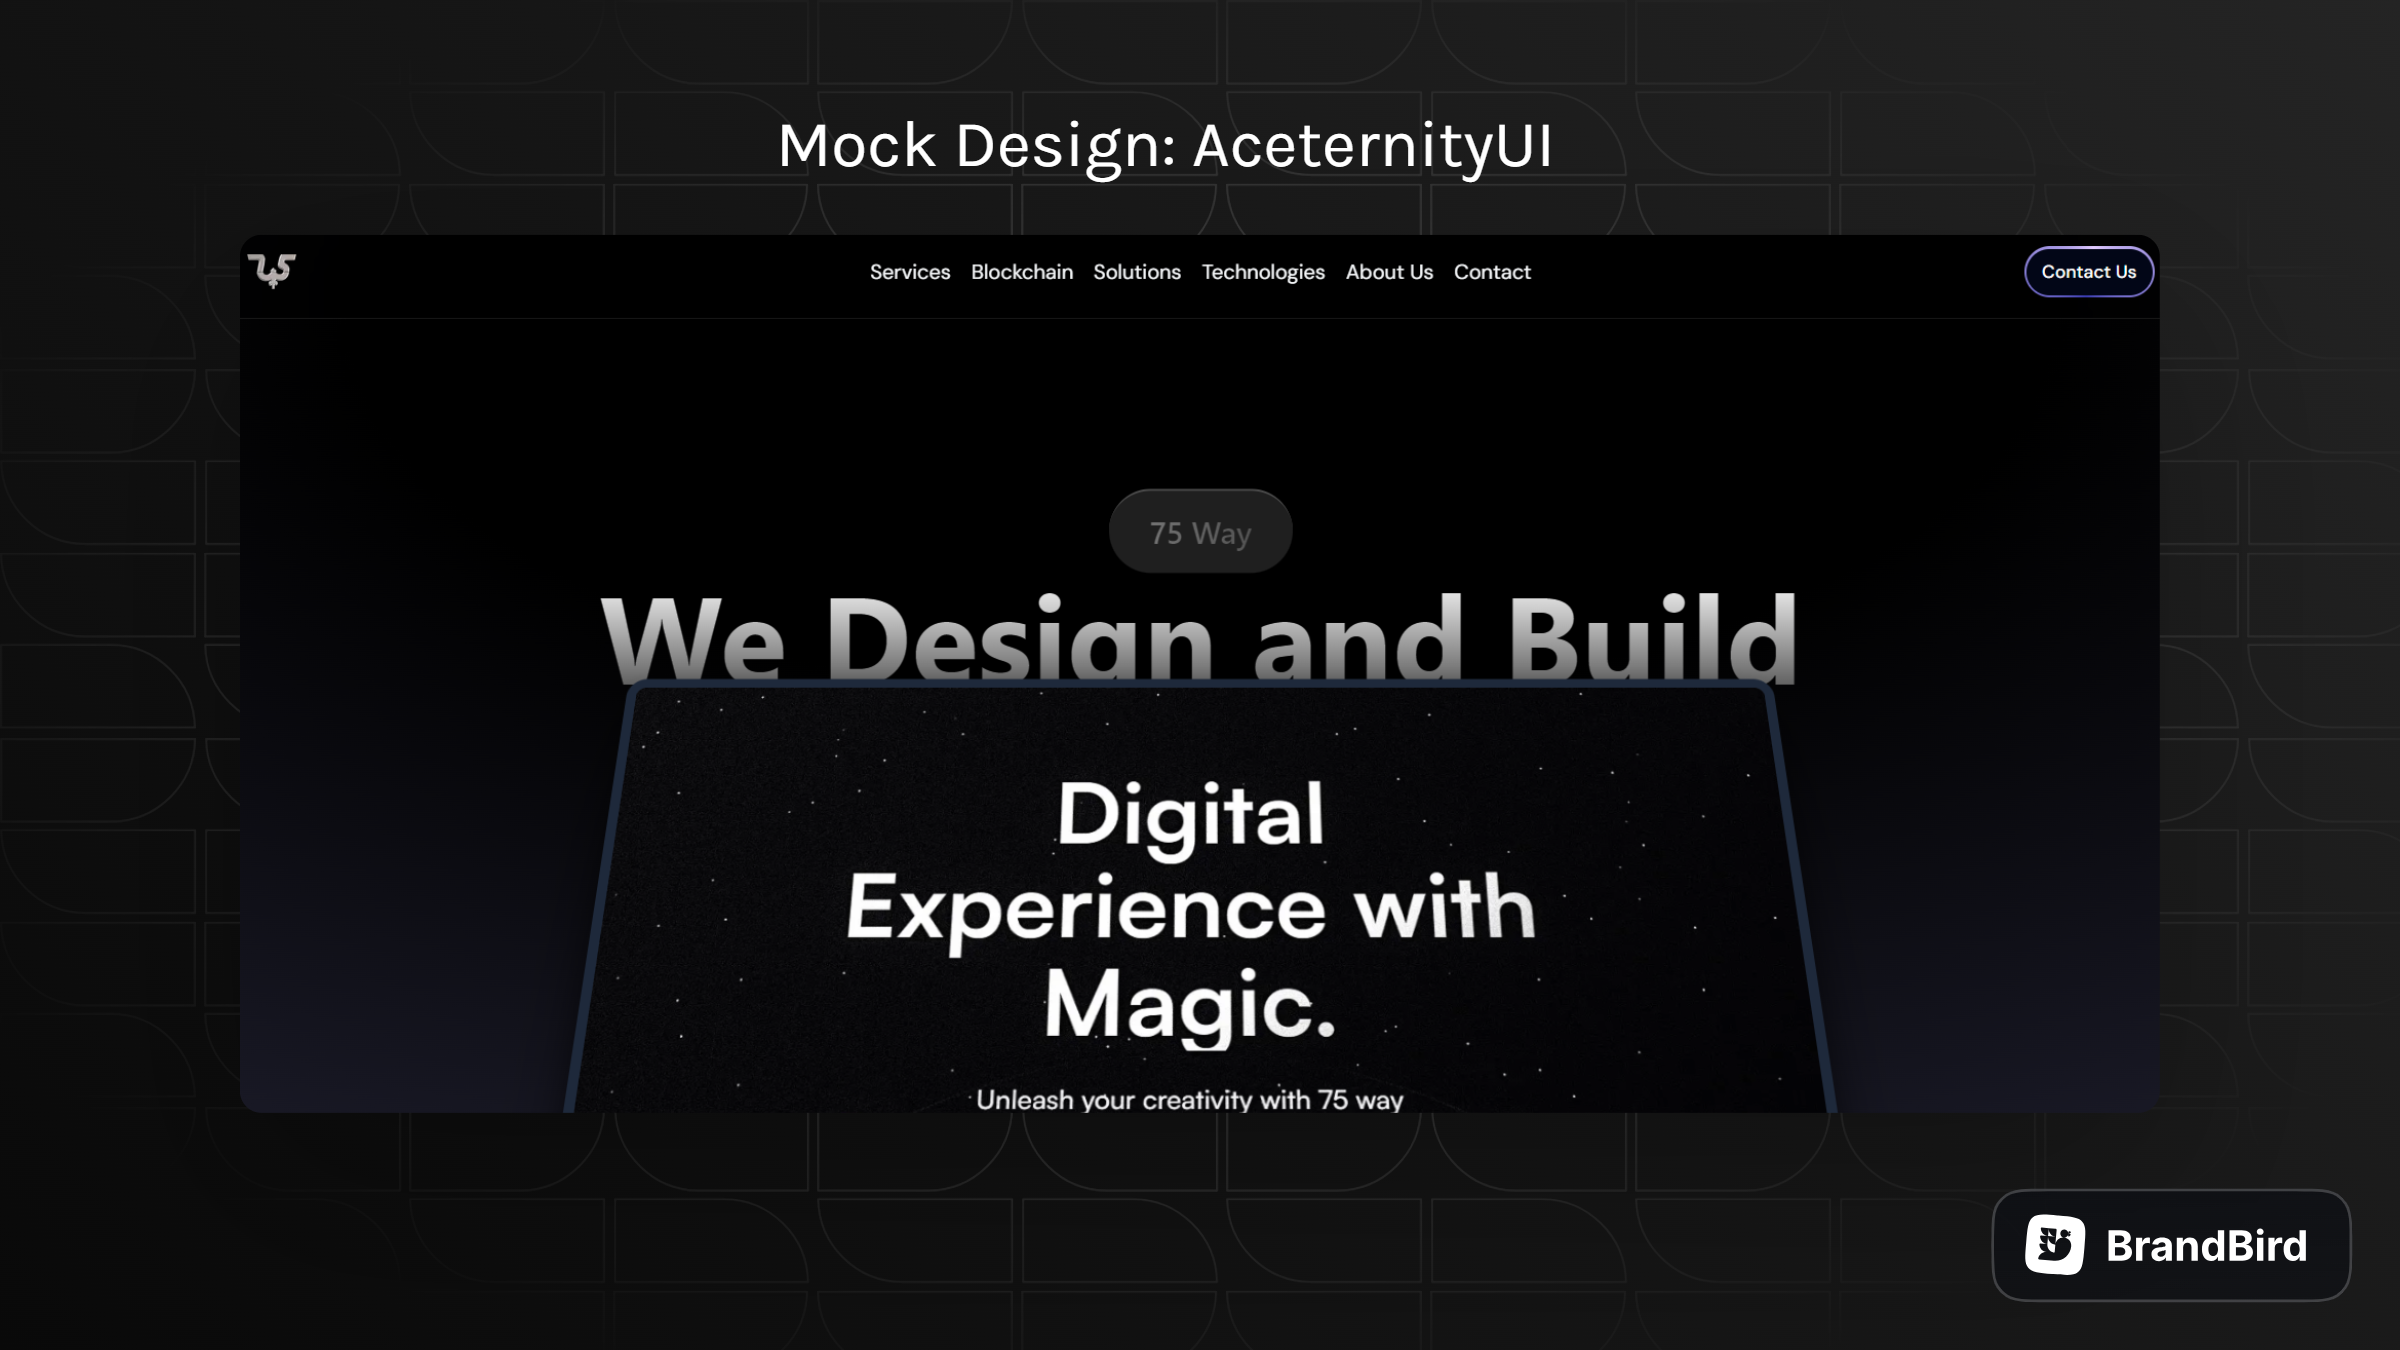 Mock Design: AceternityUI
75
Services Blockchain Solutions Technologies About Us Contact
Contact Us
75 Way
We Design and Build
Digital
Experience with
Magic.
Unleash your creativity with 75 way
BrandBird